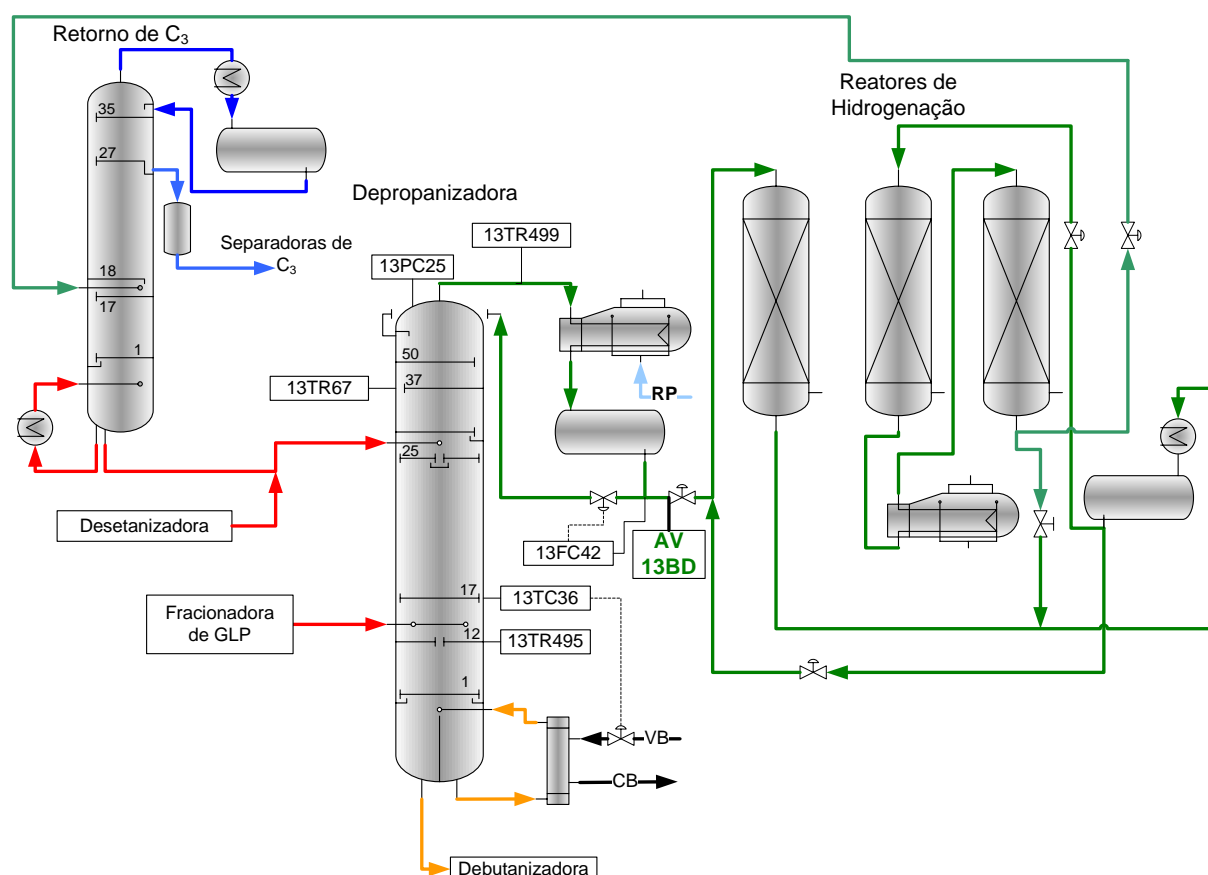 Retorno de C3
35
27
18
17
1
Separadoras de
C3
Reatores de
Hidrogenação
Depropanizadora
13TR499
13PC25
50
37
13TR67
RP
25
Desetanizadora
13FC42
AV
13BD
17
13TC36
Fracionadora
de GLP
12
13TR495
1
VB
CB
Debutanizadora